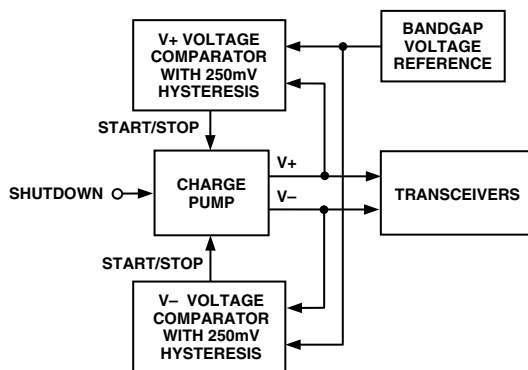 V+ VOLTAGE
COMPARATOR
WITH 250mV
HYSTERESIS
BANDGAP
VOLTAGE
REFERENCE
START/STOP
V+
SHUTDOWN
CHARGE
PUMP
V–
TRANSCEIVERS
START/STOP
V– VOLTAGE
COMPARATOR
WITH 250mV
HYSTERESIS